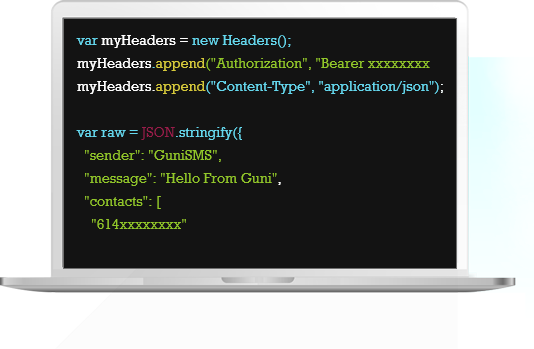 var myHeaders = new Headers();
myHeaders.append("Authorization", "Bearer xxxxxxxx
myHeaders.append("Content-Type", "application/json");
var raw = JSON.stringify({
"sender": "GuniSMS",
"message": "Hello From Guni",
"contacts": [
"614xxxxxxxx"